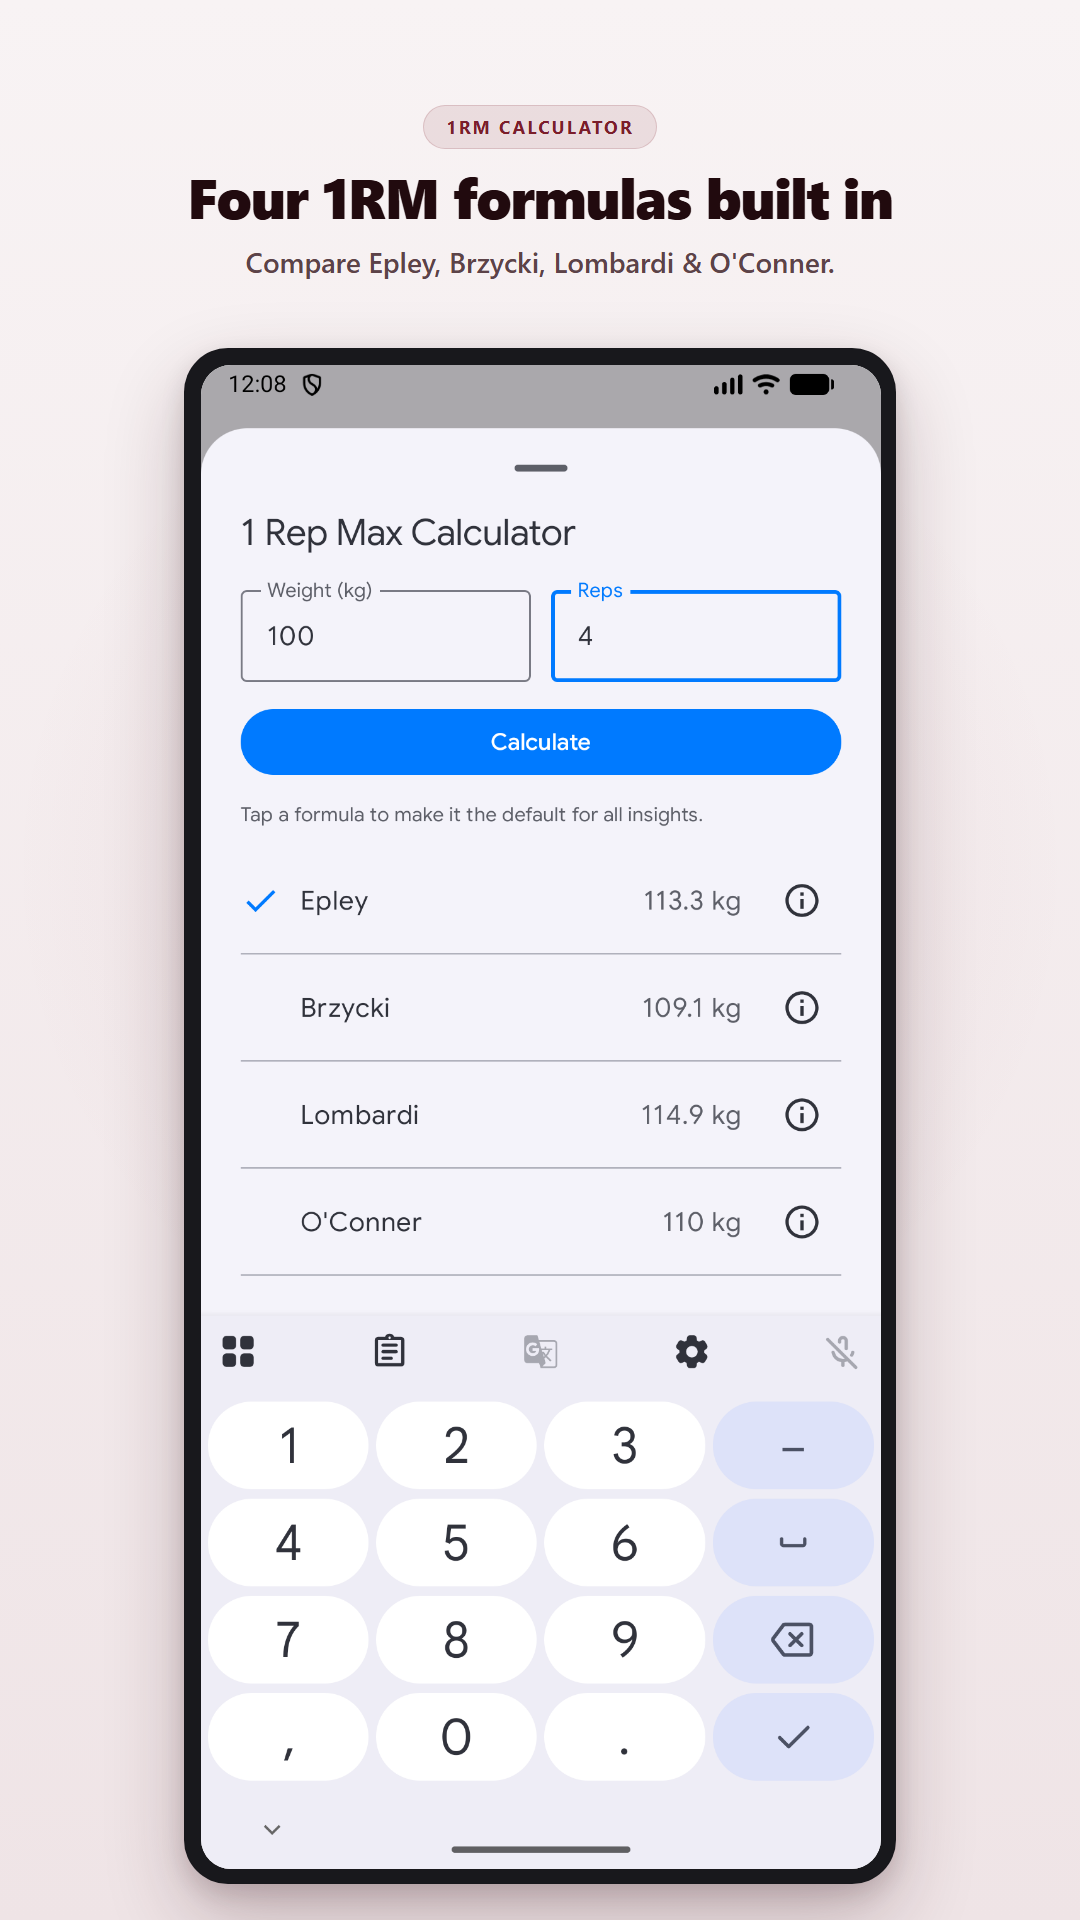 1RM CALCULATOR
Four 1RM formulas built in
Compare Epley, Brzycki, Lombardi & O'Conner.
12:08
1 Rep Max Calculator
Weight (kg) Reps
100 4
Calculate
Tap a formula to make it the default for all insights.
Epley 113.3 kg
Brzycki 109.1 kg
Lombardi 114.9 kg
O'Conner 110 kg
1 2 3 –
4 5 6
7 8 9
, 0 .